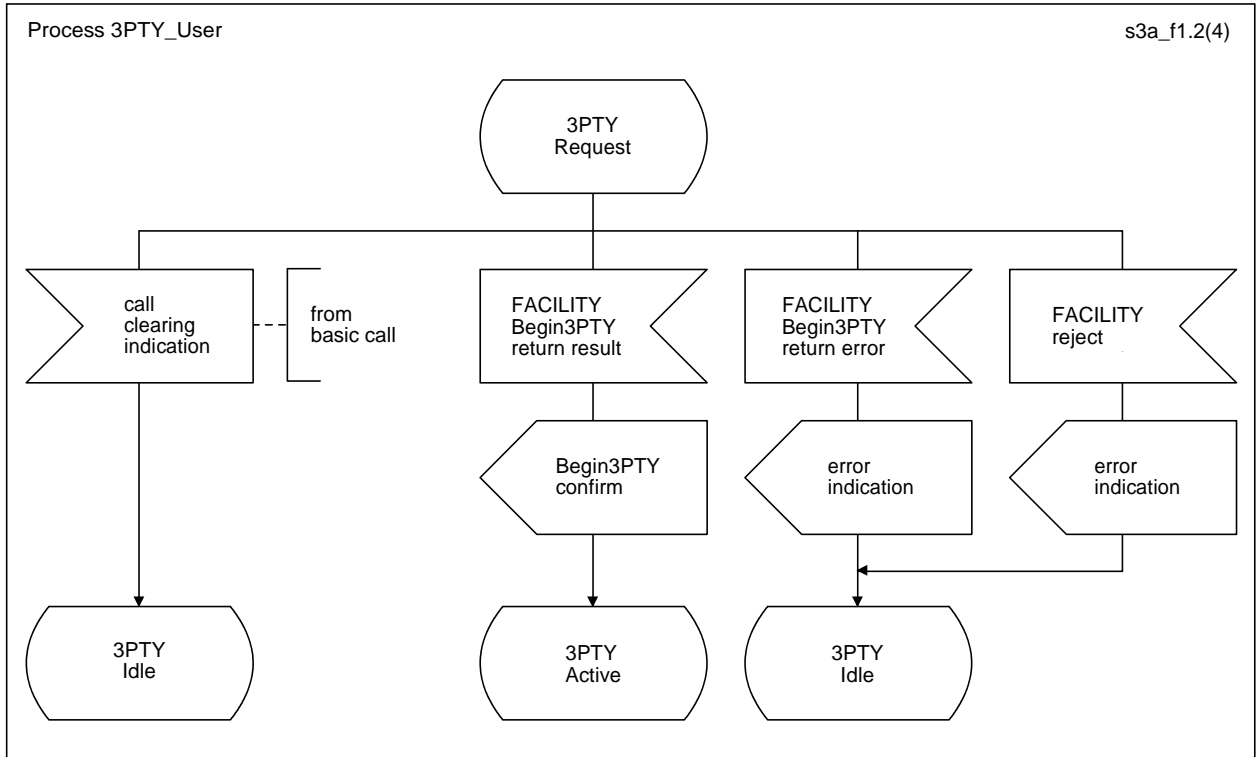 Process 3PTY_User
s3a_f1.2(4)
3PTY
Request
call
clearing
indication
from
basic call
FACILITY
Begin3PTY
return result
FACILITY
Begin3PTY
return error
FACILITY
reject
Begin3PTY
confirm
error
indication
error
indication
3PTY
Idle
3PTY
Active
3PTY
Idle